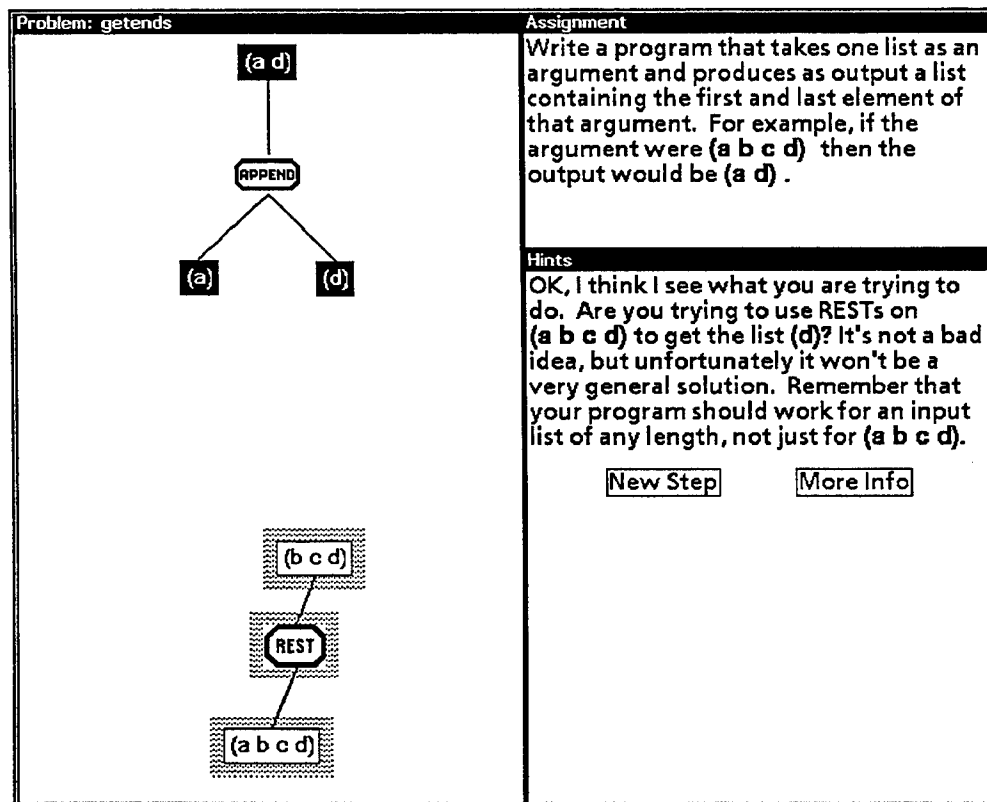 Problem: getends
(a d)
APPEND
(a)
(d)
(b c d)
REST
(a b c d)
Assignment
Write a program that takes one list as an
argument and produces as output a list
containing the first and last element of
that argument. For example, if the
argument were (a b c d) then the
output would be (a d) .
Hints
OK, I think I see what you are trying to
do. Are you trying to use RESTs on
(a b c d) to get the list (d)? It's not a bad
idea, but unfortunately it won't be a
very general solution. Remember that
your program should work for an input
list of any length, not just for (a b c d).
New Step
More Info